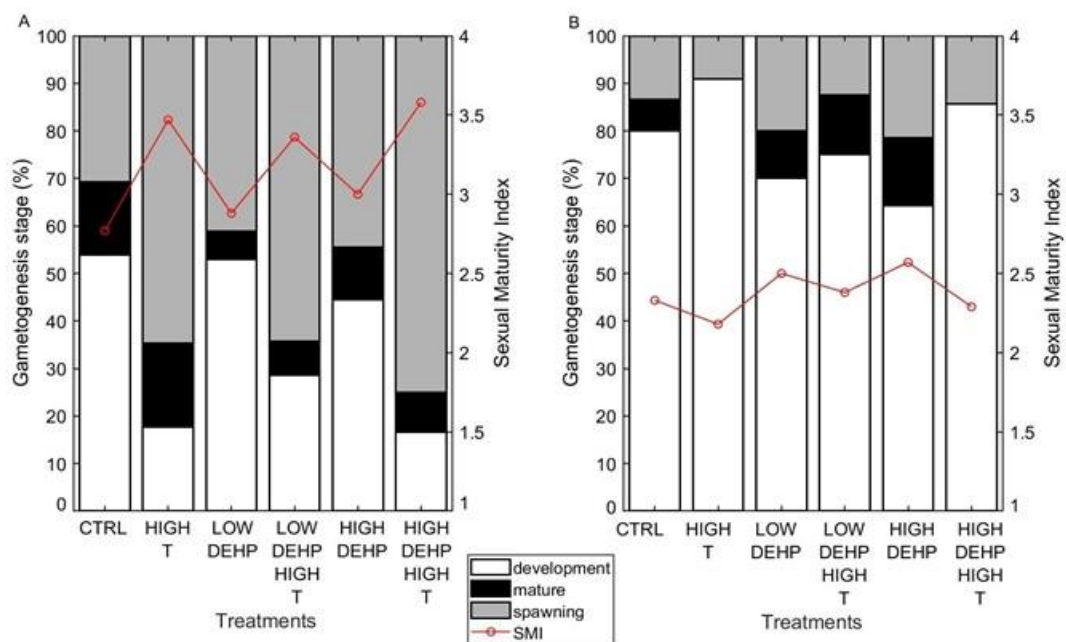 A
100
90
80
70
60
50
40
30
20
10
0
Gametogenesis stage (%)
4
3.5
3
2.5
2
1.5
1
Sexual Maturity Index
CTRL
HIGH
T
LOW
DEHP
LOW
DEHP
HIGH
T
HIGH
DEHP
HIGH
DEHP
HIGH
T
Treatments
B
100
90
80
70
60
50
40
30
20
10
0
Gametogenesis stage (%)
4
3.5
3
2.5
2
1.5
1
Sexual Maturity Index
CTRL
HIGH
T
LOW
DEHP
LOW
DEHP
HIGH
T
HIGH
DEHP
HIGH
DEHP
HIGH
T
Treatments
development
mature
spawning
SMI